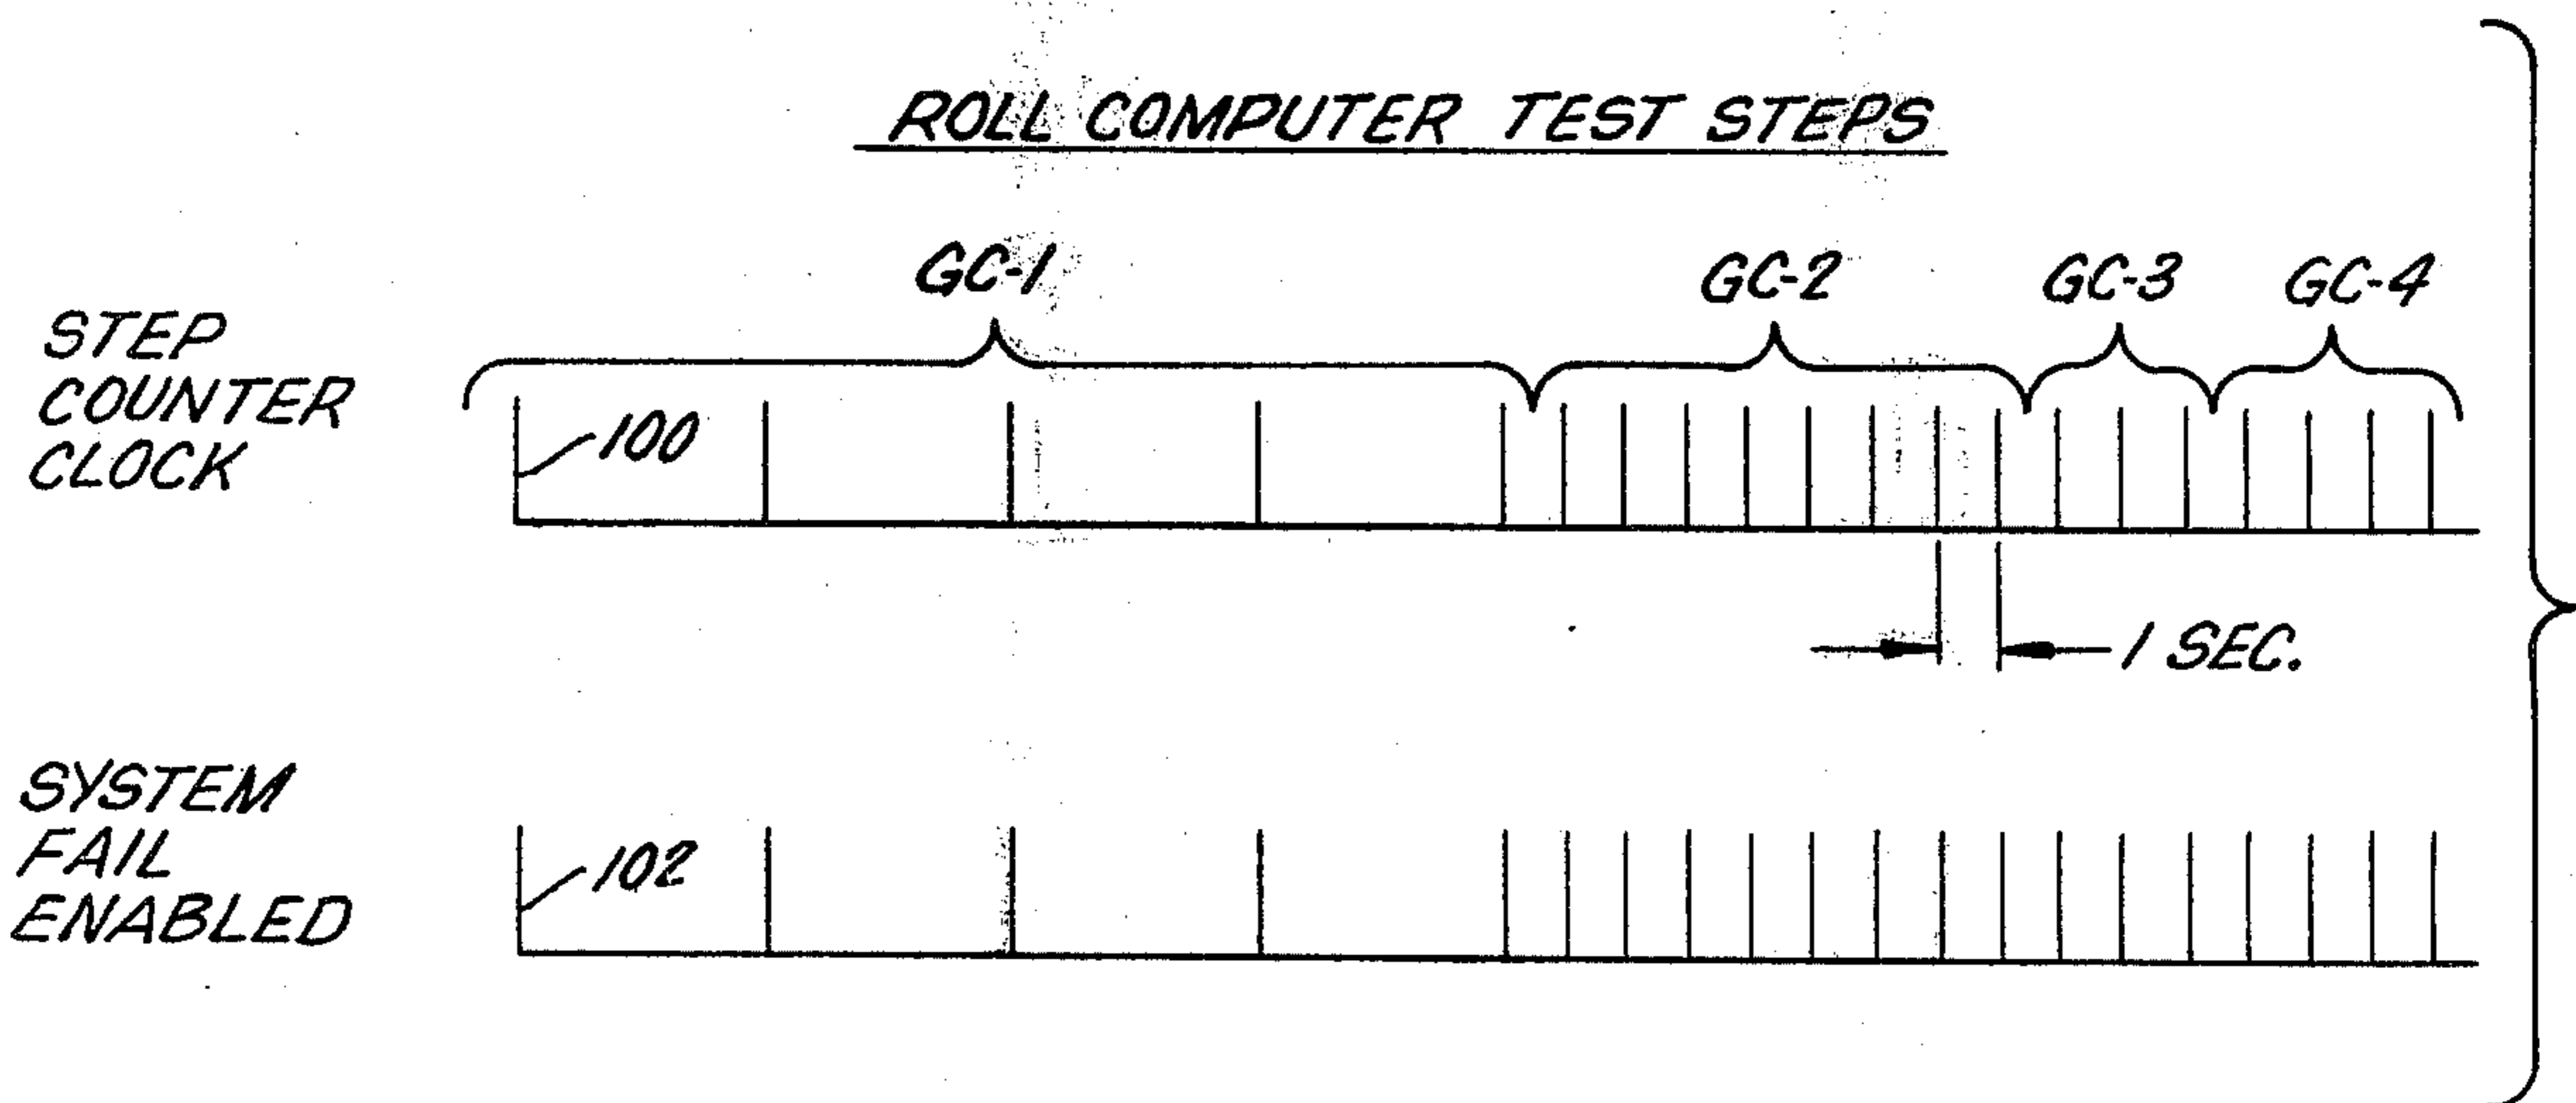 ROLL COMPUTER TEST STEPS
GC-1
GC-2
GC-3
GC-4
STEP
COUNTER
CLOCK
100
1 SEC.
SYSTEM
FAIL
ENABLED
102